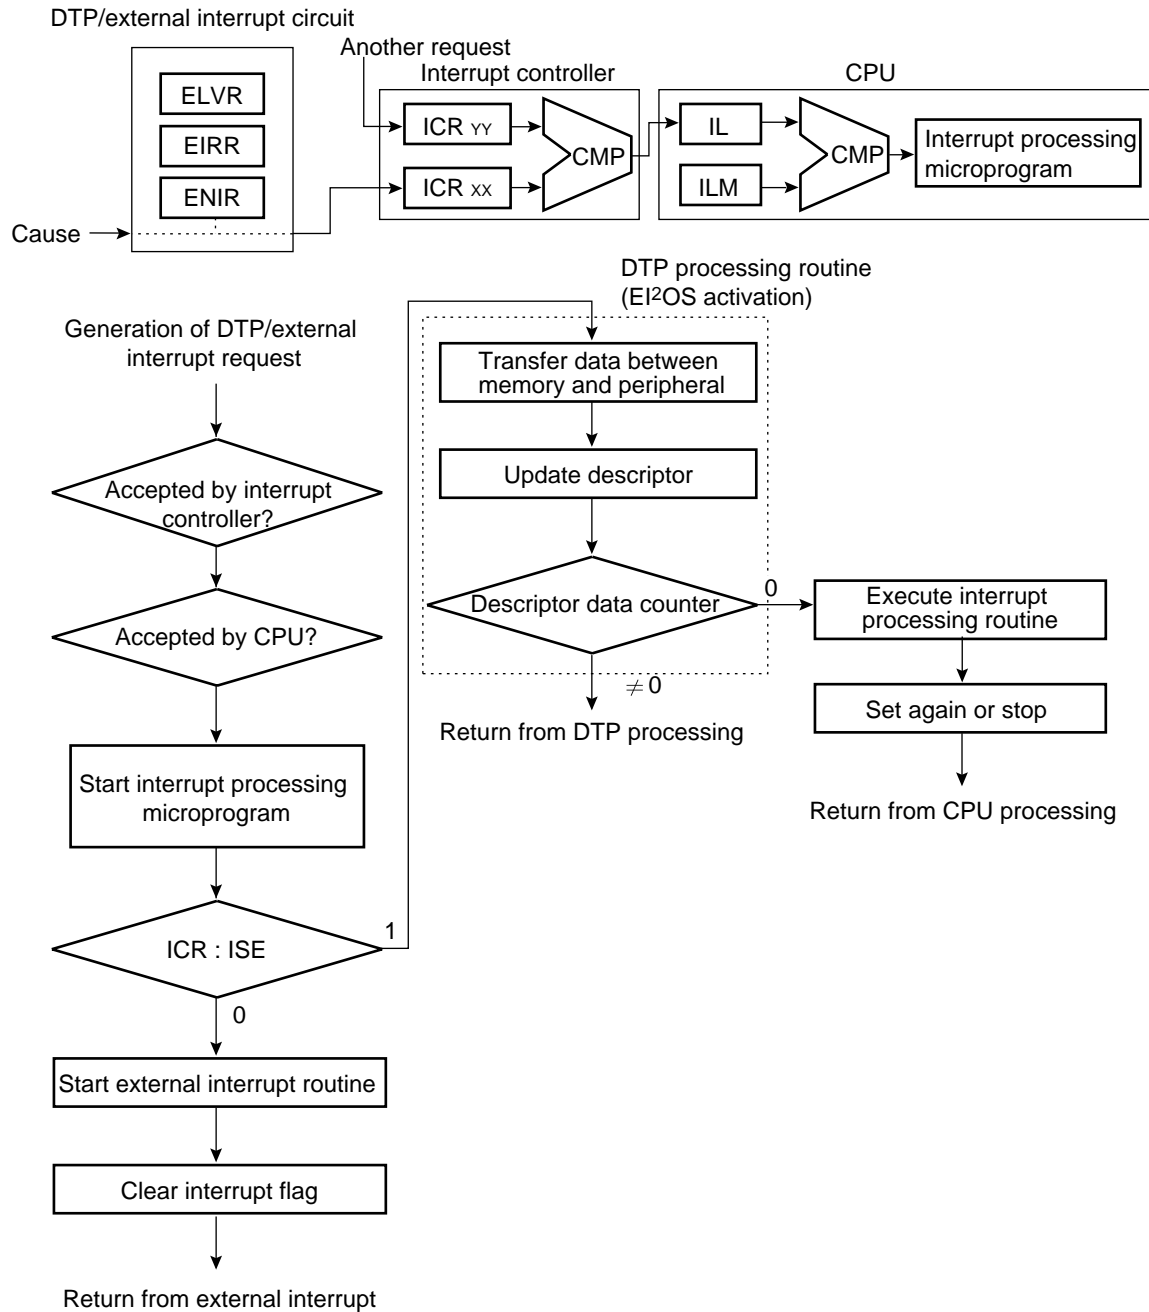 DTP/external interrupt circuit
Another request
Interrupt controller
CPU
ELVR
EIRR
ENIR
Cause
ICR YY
ICR XX
CMP
IL
ILM
CMP
Interrupt processing
microprogram
DTP processing routine
(EI²OS activation)
Generation of DTP/external
interrupt request
Transfer data between
memory and peripheral
Update descriptor
Accepted by interrupt
controller?
Descriptor data counter
0
Execute interrupt
processing routine
Accepted by CPU?
≠ 0
Return from DTP processing
Set again or stop
Return from CPU processing
Start interrupt processing
microprogram
ICR : ISE
1
0
Start external interrupt routine
Clear interrupt flag
Return from external interrupt